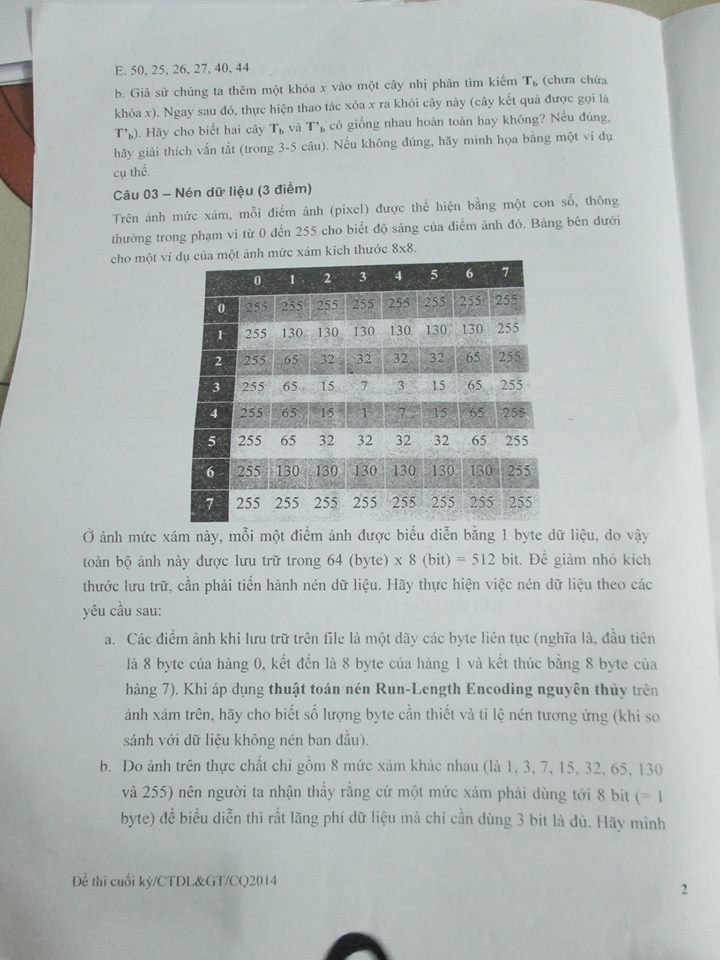 E. 50, 25, 26, 27, 40, 44
b. Giả sử chúng ta thêm một khóa x vào một cây nhị phân tìm kiếm Tb (chưa chứa
khóa x). Ngay sau đó, thực hiện thao tác xóa x ra khỏi cây này (cây kết quả được gọi là
T'b). Hãy cho biết hai cây Tb và T'b có giống nhau hoàn toàn hay không? Nếu đúng,
hãy giải thích vắn tắt (trong 3-5 câu). Nếu không đúng, hãy minh họa bằng một ví dụ
cụ thể.
Câu 03 – Nén dữ liệu (3 điểm)
Trên ảnh mức xám, mỗi điểm ảnh (pixel) được thể hiện bằng một con số, thông
thường trong phạm vi từ 0 đến 255 cho biết độ sáng của điểm ảnh đó. Bảng bên dưới
cho một ví dụ của một ảnh mức xám kích thước 8x8.
0 1 2 3 4 5 6 7
0 255 255 255 255 255 255 255 255
1 255 130 130 130 130 130 130 255
2 255 65 32 32 32 32 65 255
3 255 65 15 7 3 15 65 255
4 255 65 15 1 7 15 65 255
5 255 65 32 32 32 32 65 255
6 255 130 130 130 130 130 130 255
7 255 255 255 255 255 255 255 255
Ở ảnh mức xám này, mỗi một điểm ảnh được biểu diễn bằng 1 byte dữ liệu, do vậy
toàn bộ ảnh này được lưu trữ trong 64 (byte) x 8 (bit) = 512 bit. Để giảm nhỏ kích
thước lưu trữ, cần phải tiến hành nén dữ liệu. Hãy thực hiện việc nén dữ liệu theo các
yêu cầu sau:
a. Các điểm ảnh khi lưu trữ trên file là một dãy các byte liên tục (nghĩa là, đầu tiên
là 8 byte của hàng 0, kết đến là 8 byte của hàng 1 và kết thúc bằng 8 byte của
hàng 7). Khi áp dụng thuật toán nén Run-Length Encoding nguyên thủy trên
ảnh xám trên, hãy cho biết số lượng byte cần thiết và tỉ lệ nén tương ứng (khi so
sánh với dữ liệu không nén ban đầu).
b. Do ảnh trên thực chất chỉ gồm 8 mức xám khác nhau (là 1, 3, 7, 15, 32, 65, 130
và 255) nên người ta nhận thấy rằng cứ một mức xám phải dùng tới 8 bit (= 1
byte) để biểu diễn thì rất lãng phí dữ liệu mà chỉ cần dùng 3 bit là đủ. Hãy minh
Đề thi cuối kỳ/CTDL&GT/CQ2014
2